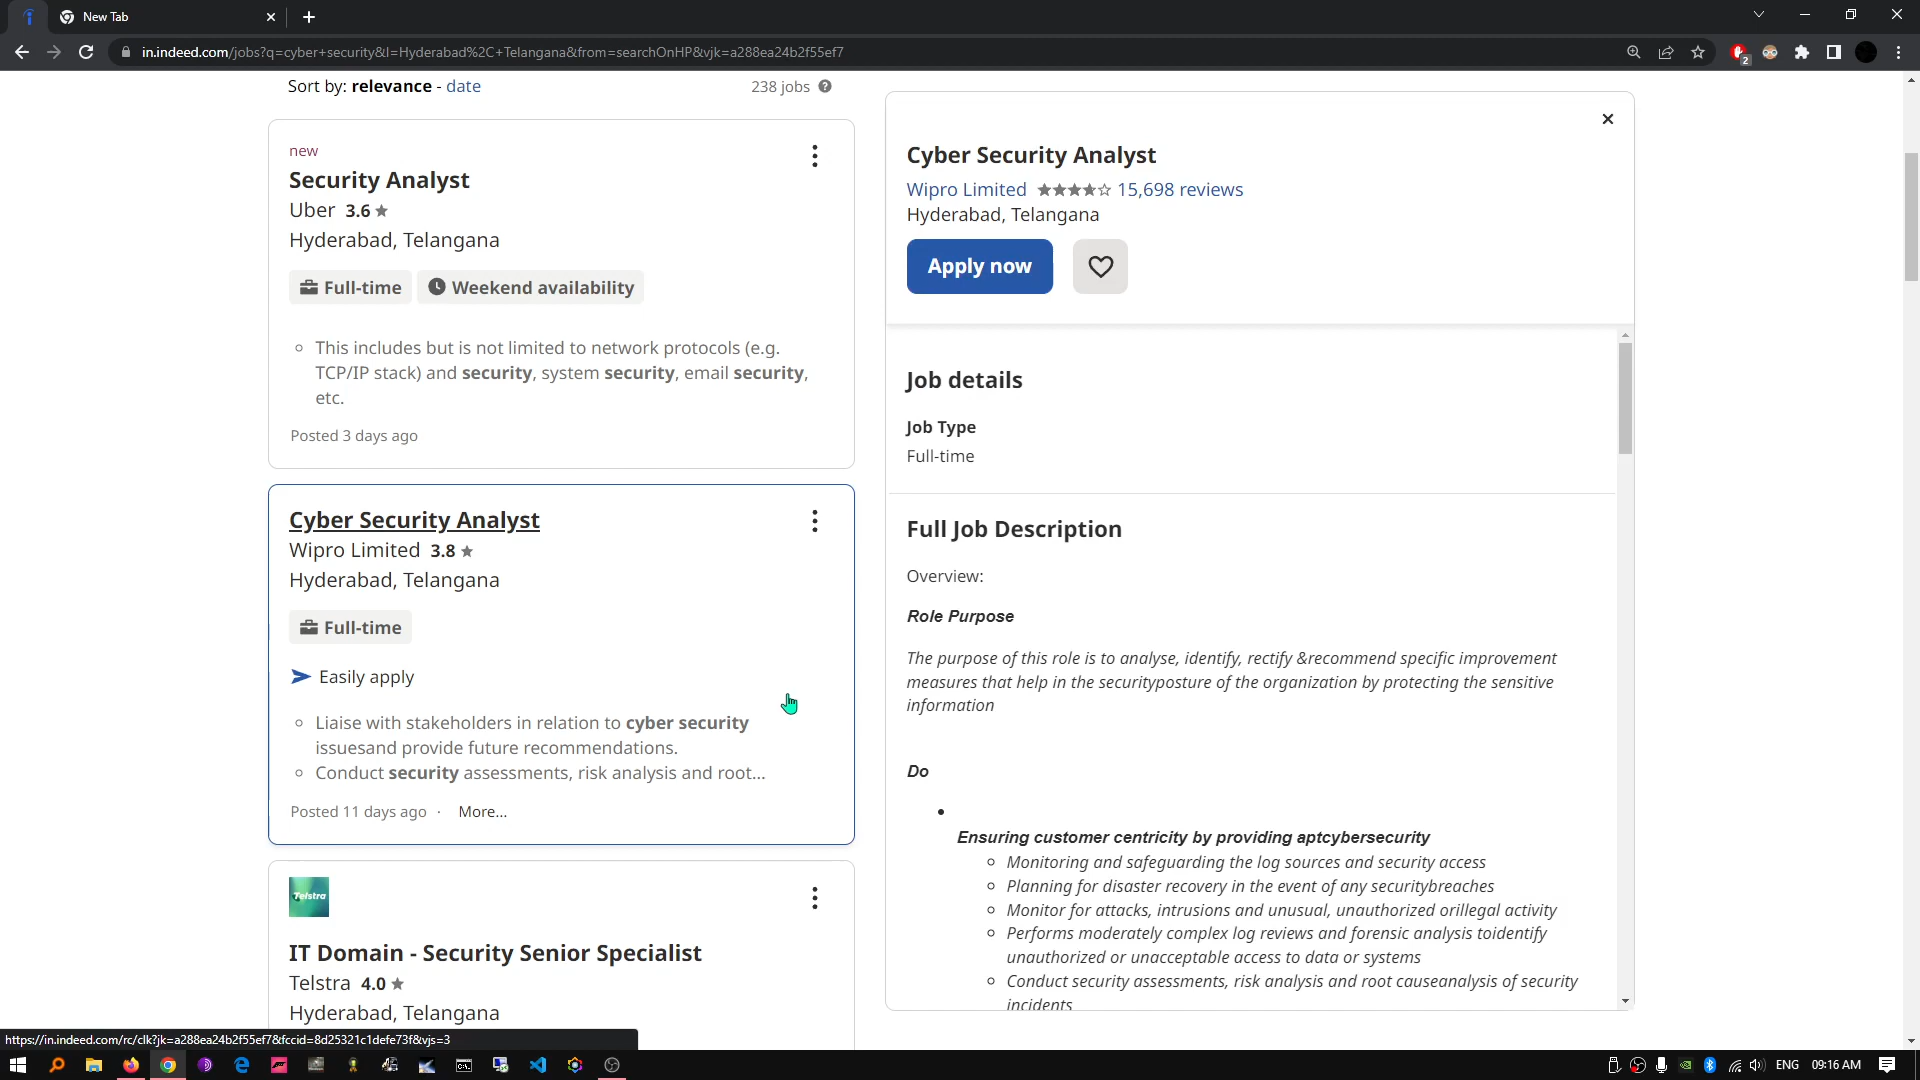 New Tab
in.indeed.com/jobs?q=cyber+security&l=Hyderabad%2C+Telangana&from=searchOnHP&vjk=a288ea24b2f55ef7
2
Sort by: relevance - date
238 jobs
new
Security Analyst
Uber 3.6
Hyderabad, Telangana
Full-time
Weekend availability
This includes but is not limited to network protocols (e.g.
TCP/IP stack) and security, system security, email security,
etc.
Posted 3 days ago
Cyber Security Analyst
Wipro Limited 3.8
Hyderabad, Telangana
Full-time
Easily apply
Liaise with stakeholders in relation to cyber security
issuesand provide future recommendations.
Conduct security assessments, risk analysis and root...
Posted 11 days ago · More...
Telstra
IT Domain - Security Senior Specialist
Telstra 4.0
Hyderabad, Telangana
Cyber Security Analyst
Wipro Limited 15,698 reviews
Hyderabad, Telangana
Apply now
Job details
Job Type
Full-time
Full Job Description
Overview:
Role Purpose
The purpose of this role is to analyse, identify, rectify &recommend specific improvement
measures that help in the securityposture of the organization by protecting the sensitive
information
Do
Ensuring customer centricity by providing aptcybersecurity
Monitoring and safeguarding the log sources and security access
Planning for disaster recovery in the event of any securitybreaches
Monitor for attacks, intrusions and unusual, unauthorized orillegal activity
Performs moderately complex log reviews and forensic analysis toidentify
unauthorized or unacceptable access to data or systems
Conduct security assessments, risk analysis and root causeanalysis of security
incidents
https://in.indeed.com/rc/clk?jk=a288ea24b2f55ef7&fccid=8d25321c1defe73f&vjs=3
ENG
09:16 AM